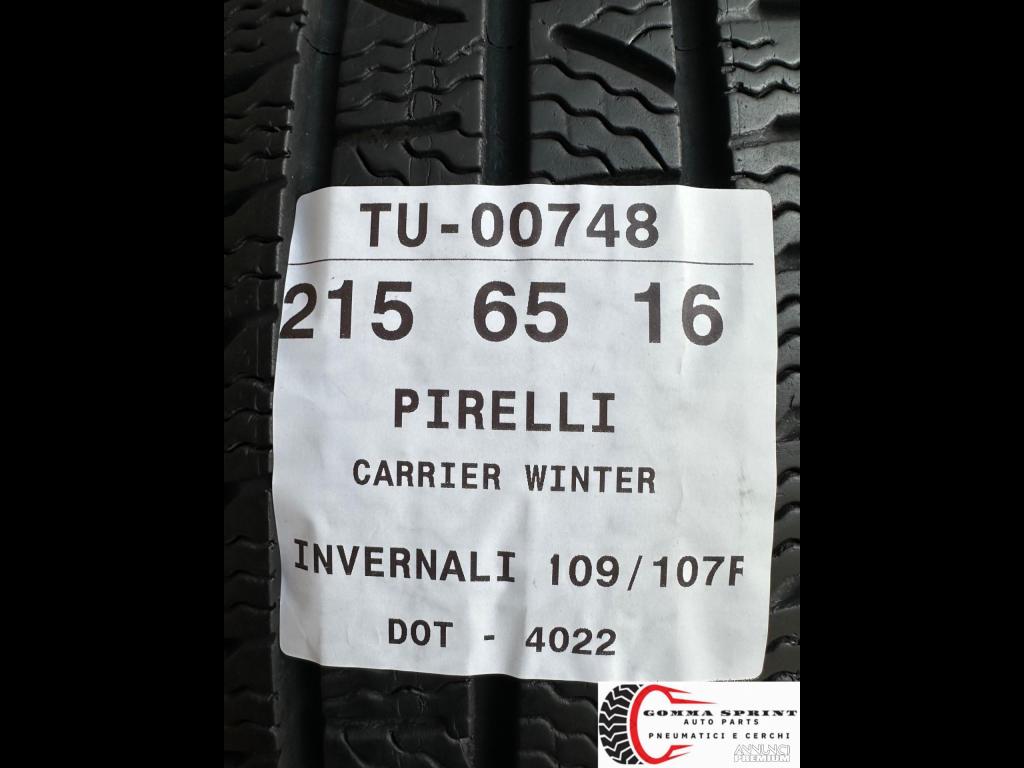 TU-00748
215 65 16
PIRELLI
CARRIER WINTER
INVERNALI 109/107
DOT - 4022
GOMMA SPRINT
AUTO PARTS
PNEUMATICI E CERCHI
ANNUNCI
PREMIUM